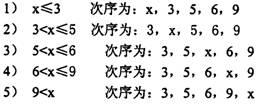 1) x≤3 次序为：x，3，5，6，9
2) 3<x≤5 次序为：3，x，5，6，9
3) 5<x≤6 次序为：3，5，x，6，9
4) 6<x≤9 次序为：3，5，6，x，9
5) 9<x 次序为：3，5，6，9，x